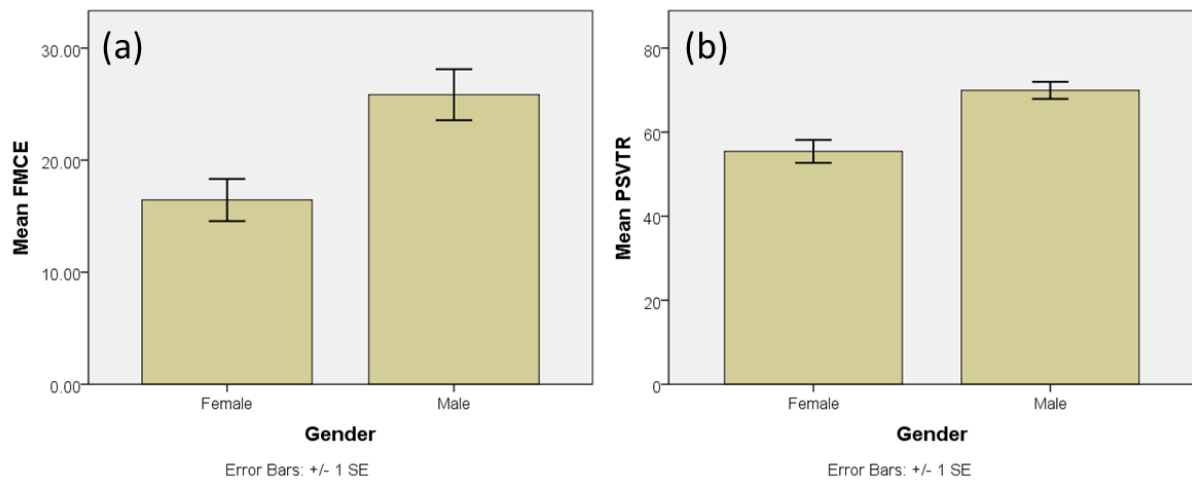 (a)
30.00
20.00
10.00
0.00
Mean FMCE
Female Male
Gender
Error Bars: +/- 1 SE
(b)
80
60
40
20
0
Mean PSVTR
Female Male
Gender
Error Bars: +/- 1 SE